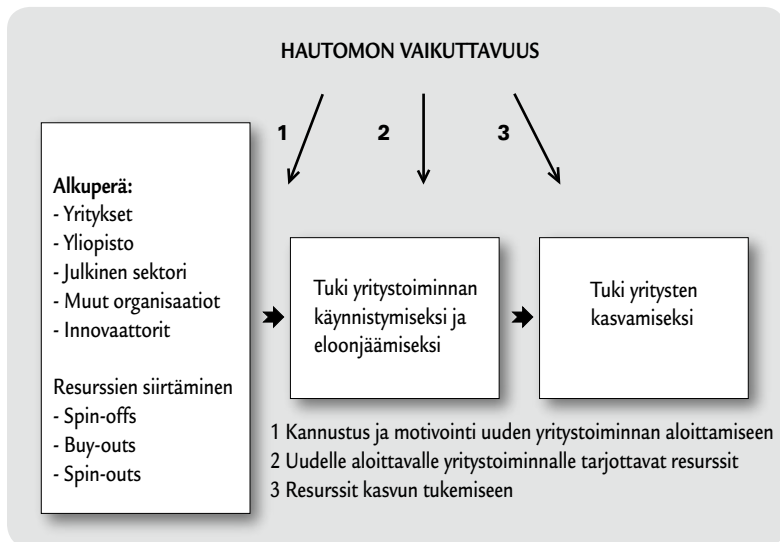 HAUTOMON VAIKUTTAVUUS
1
2
3
Alkuperä:
- Yritykset
- Yliopisto
- Julkinen sektori
- Muut organisaatiot
- Innovaattorit
Resurssien siirtäminen
- Spin-offs
- Buy-outs
- Spin-outs
Tuki yritystoiminnan
käynnistymiseksi ja
eloonjäämiseksi
Tuki yritysten
kasvamiseksi
1 Kannustus ja motivointi uuden yritystoiminnan aloittamiseen
2 Uudelle aloittavalle yritystoiminnalle tarjottavat resurssit
3 Resurssit kasvun tukemiseen